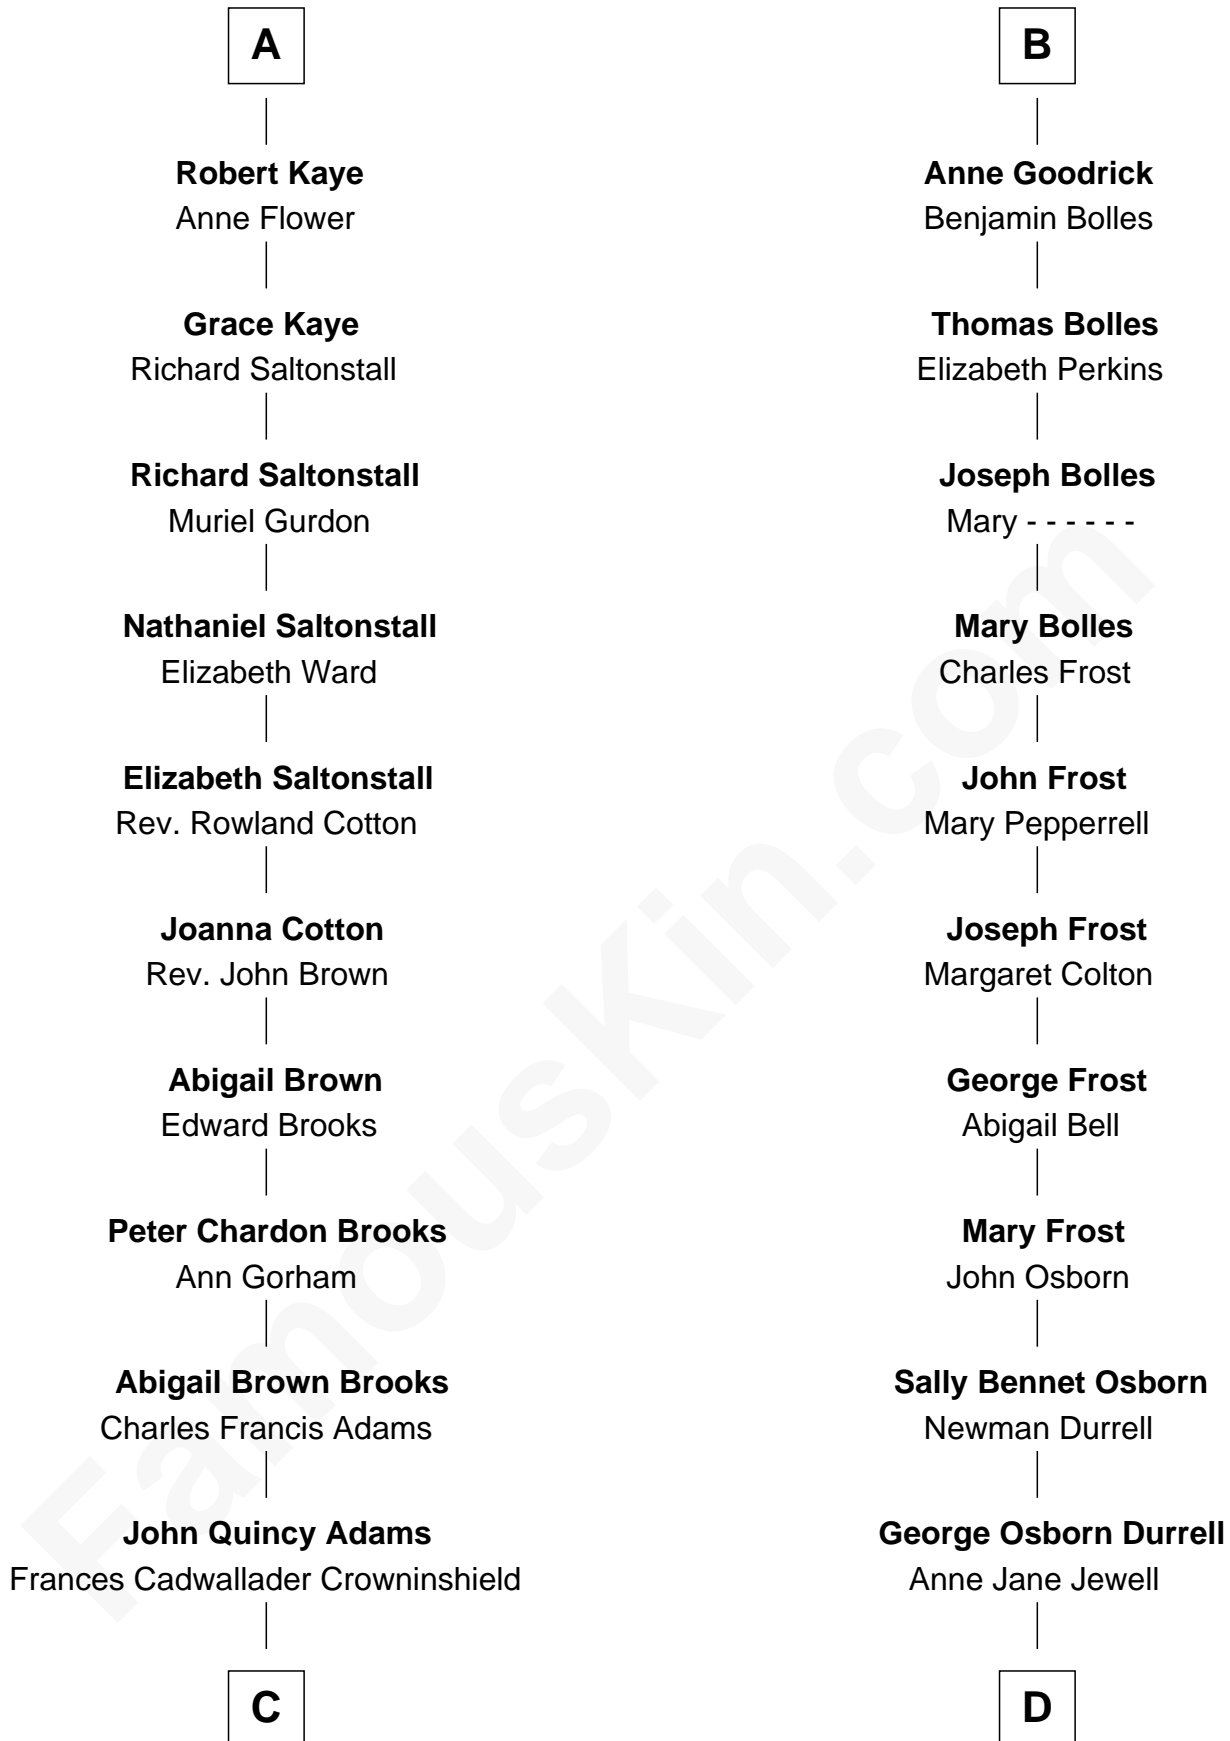 A
Robert Kaye
Anne Flower
Grace Kaye
Richard Saltonstall
Richard Saltonstall
Muriel Gurdon
Nathaniel Saltonstall
Elizabeth Ward
Elizabeth Saltonstall
Rev. Rowland Cotton
Joanna Cotton
Rev. John Brown
Abigail Brown
Edward Brooks
Peter Chardon Brooks
Ann Gorham
Abigail Brown Brooks
Charles Francis Adams
John Quincy Adams
Frances Cadwallader Crowninshield
C
B
Anne Goodrick
Benjamin Bolles
Thomas Bolles
Elizabeth Perkins
Joseph Bolles
Mary - - - - - -
Mary Bolles
Charles Frost
John Frost
Mary Pepperrell
Joseph Frost
Margaret Colton
George Frost
Abigail Bell
Mary Frost
John Osborn
Sally Bennet Osborn
Newman Durrell
George Osborn Durrell
Anne Jane Jewell
D
FamousKin.com